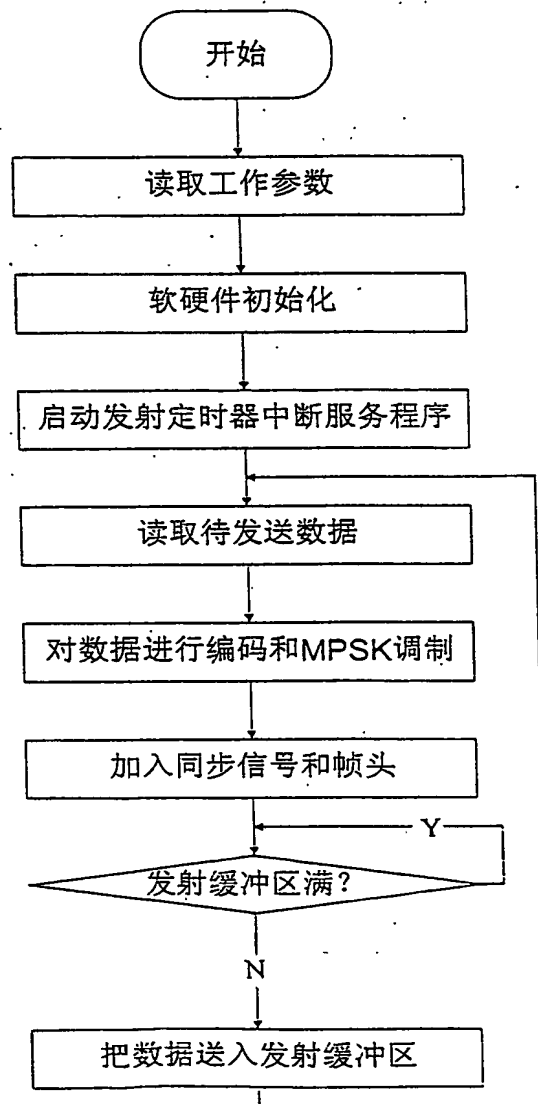 开始
读取工作参数
软硬件初始化
启动发射定时器中断服务程序
读取待发送数据
对数据进行编码和MPSK调制
加入同步信号和帧头
Y
发射缓冲区满?
N
把数据送入发射缓冲区